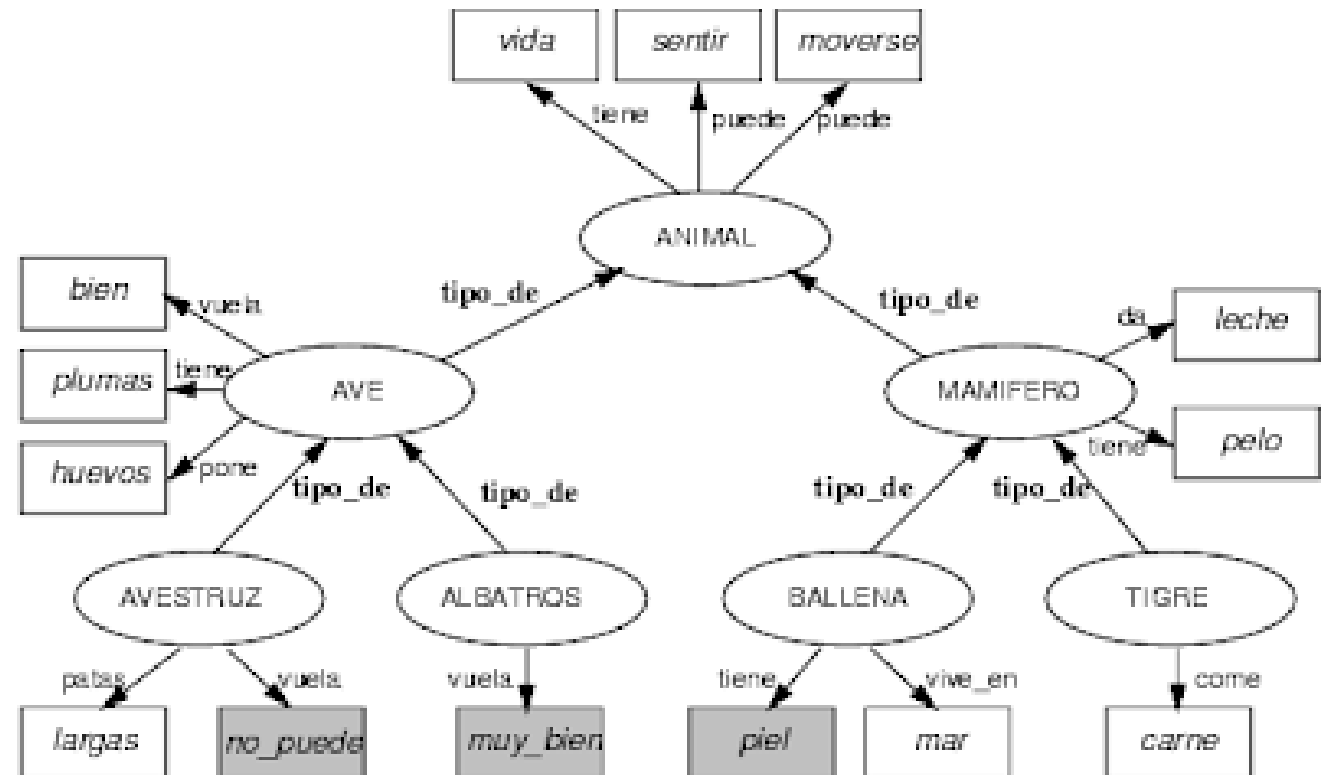 vida sentir moverse
tiene puede puede
ANIMAL
bien vuela tipo_de tipo_de da leche
plumas tiene AVE MAMIFERO
huevos pone tiene pelo
tipo_de tipo_de tipo_de tipo_de
AVESTRUZ ALBATROS BALLENA TIGRE
patas vuela vuela tiene vive_en come
largas no_puede muy_bien piel mar carne